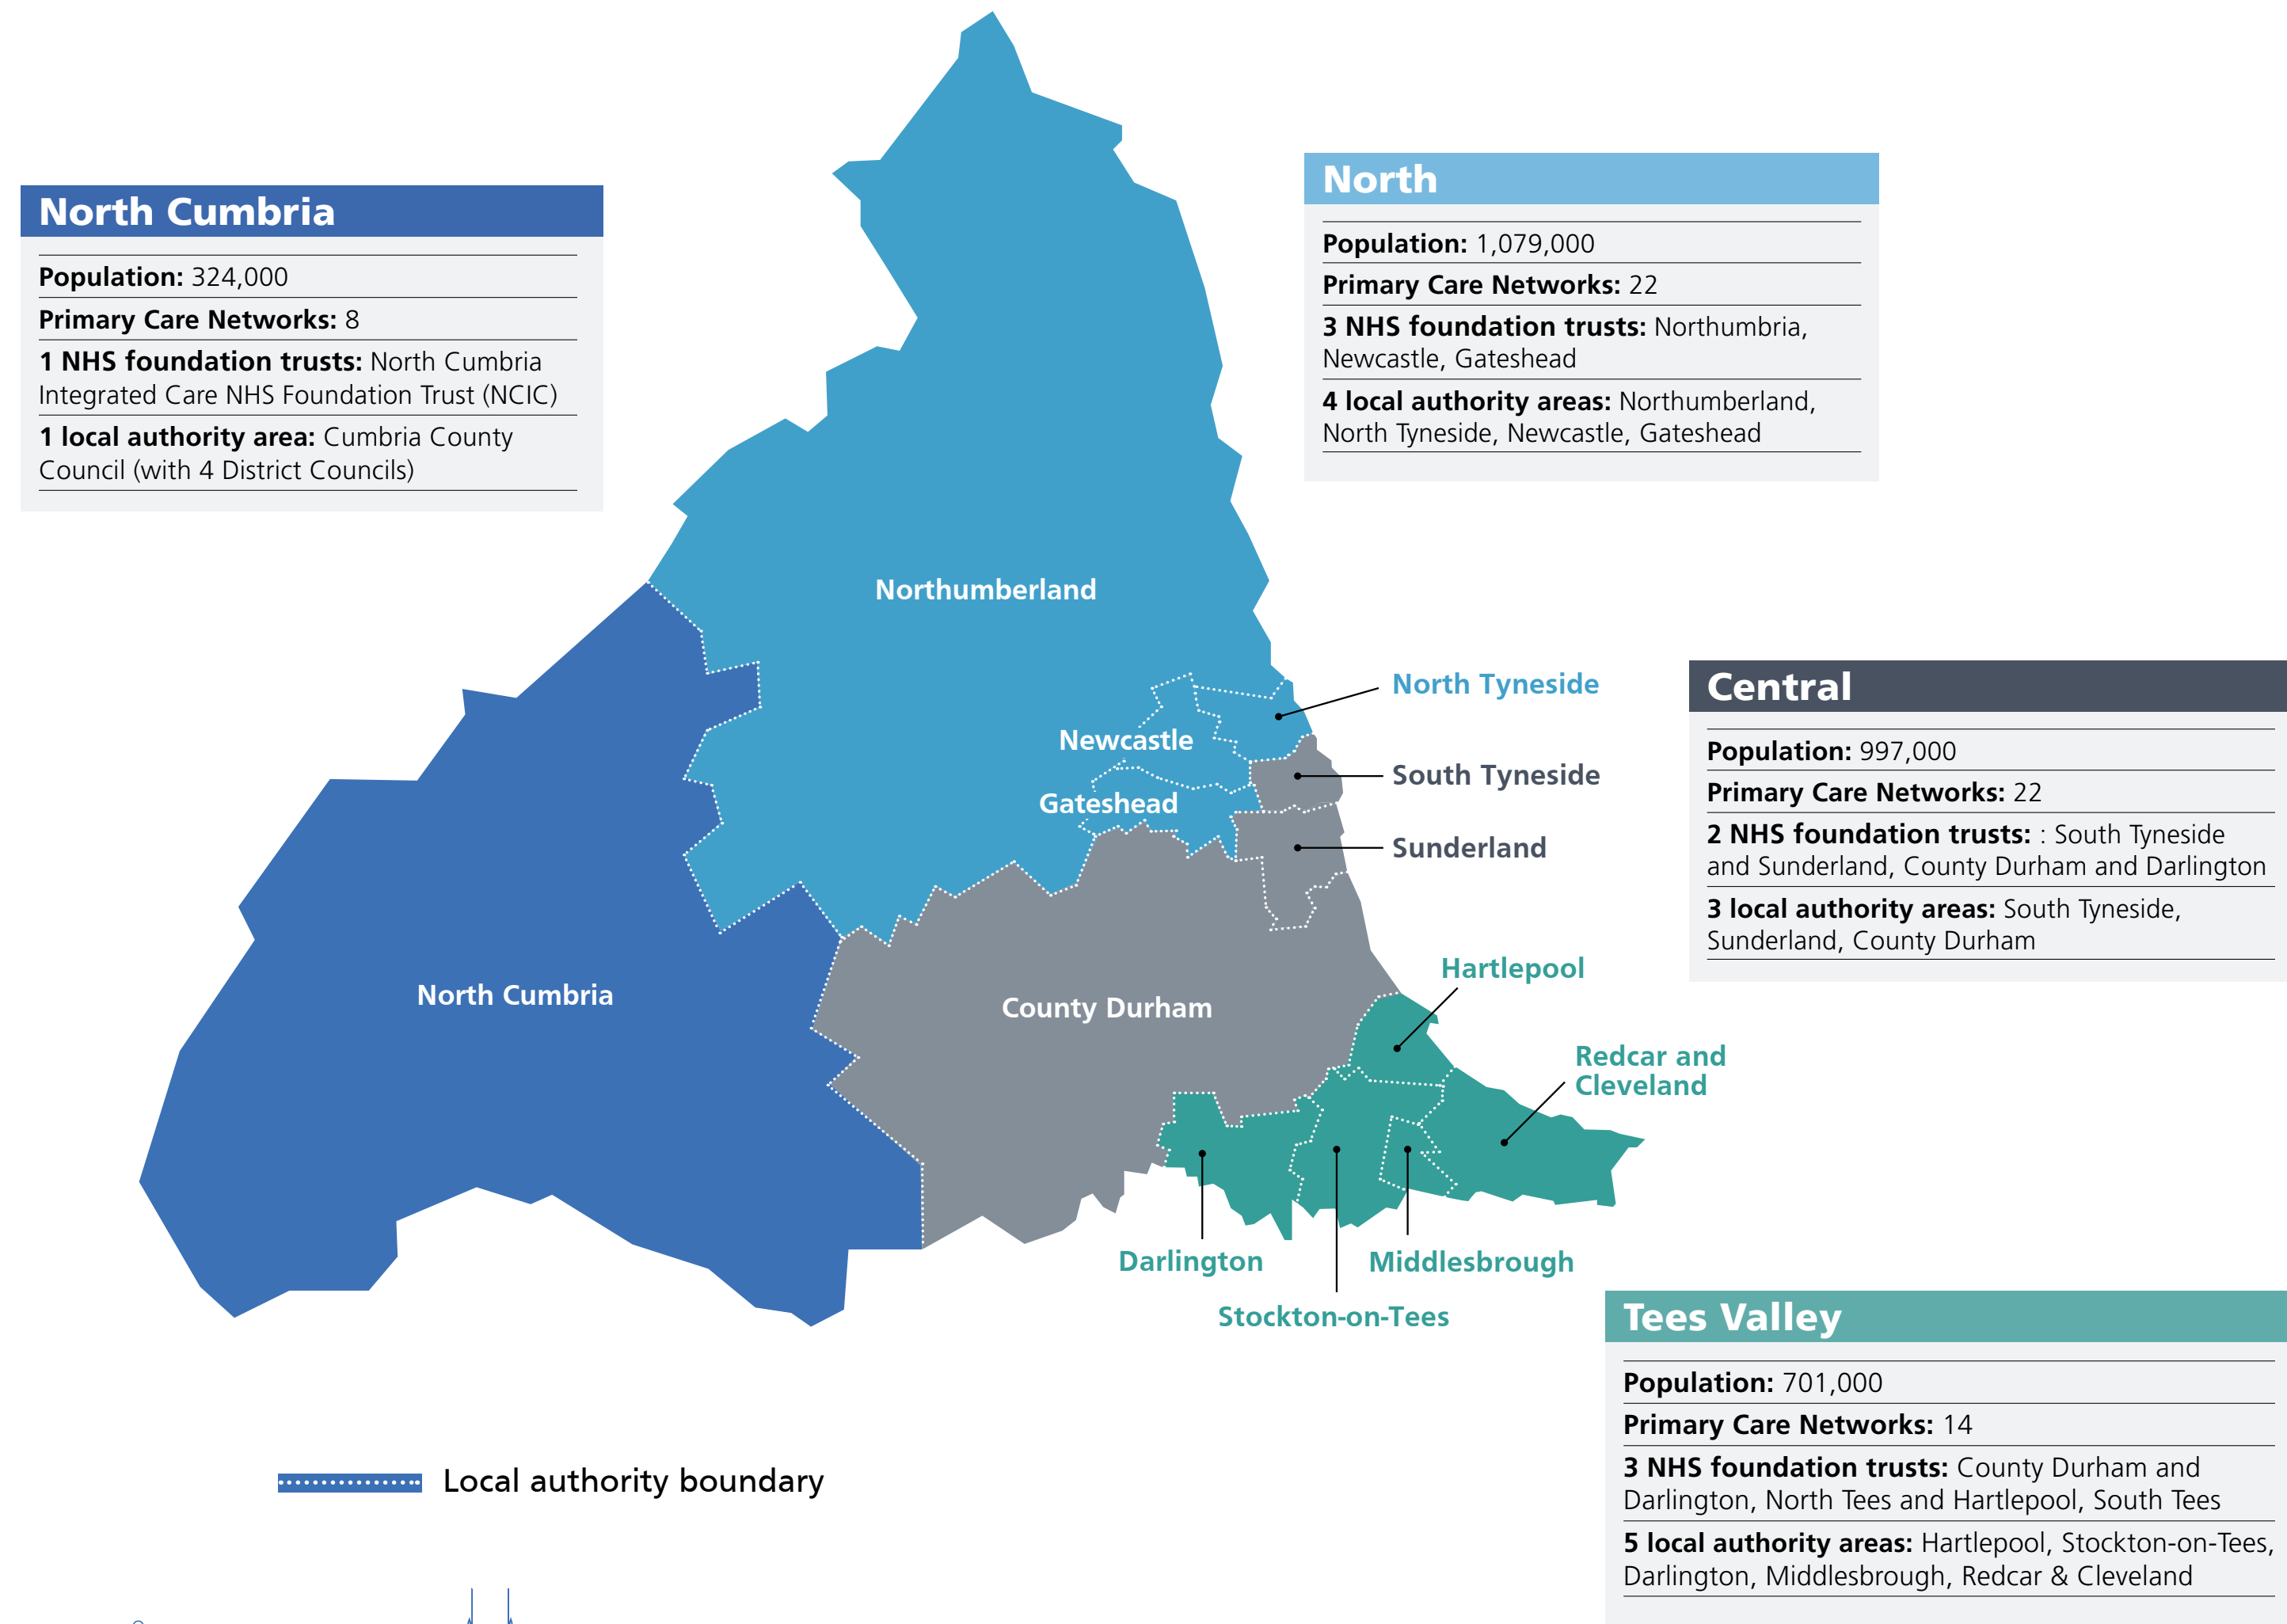 North Cumbria
Population: 324,000
Primary Care Networks: 8
1 NHS foundation trusts: North Cumbria
Integrated Care NHS Foundation Trust (NCIC)
1 local authority area: Cumbria County
Council (with 4 District Councils)
North
Population: 1,079,000
Primary Care Networks: 22
3 NHS foundation trusts: Northumbria,
Newcastle, Gateshead
4 local authority areas: Northumberland,
North Tyneside, Newcastle, Gateshead
Northumberland
North Tyneside
Newcastle
South Tyneside
Gateshead
Sunderland
Central
Population: 997,000
Primary Care Networks: 22
2 NHS foundation trusts: : South Tyneside
and Sunderland, County Durham and Darlington
3 local authority areas: South Tyneside,
Sunderland, County Durham
North Cumbria
County Durham
Hartlepool
Redcar and
Cleveland
Darlington
Middlesbrough
Stockton-on-Tees
Tees Valley
Population: 701,000
Primary Care Networks: 14
3 NHS foundation trusts: County Durham and
Darlington, North Tees and Hartlepool, South Tees
5 local authority areas: Hartlepool, Stockton-on-Tees,
Darlington, Middlesbrough, Redcar & Cleveland
Local authority boundary